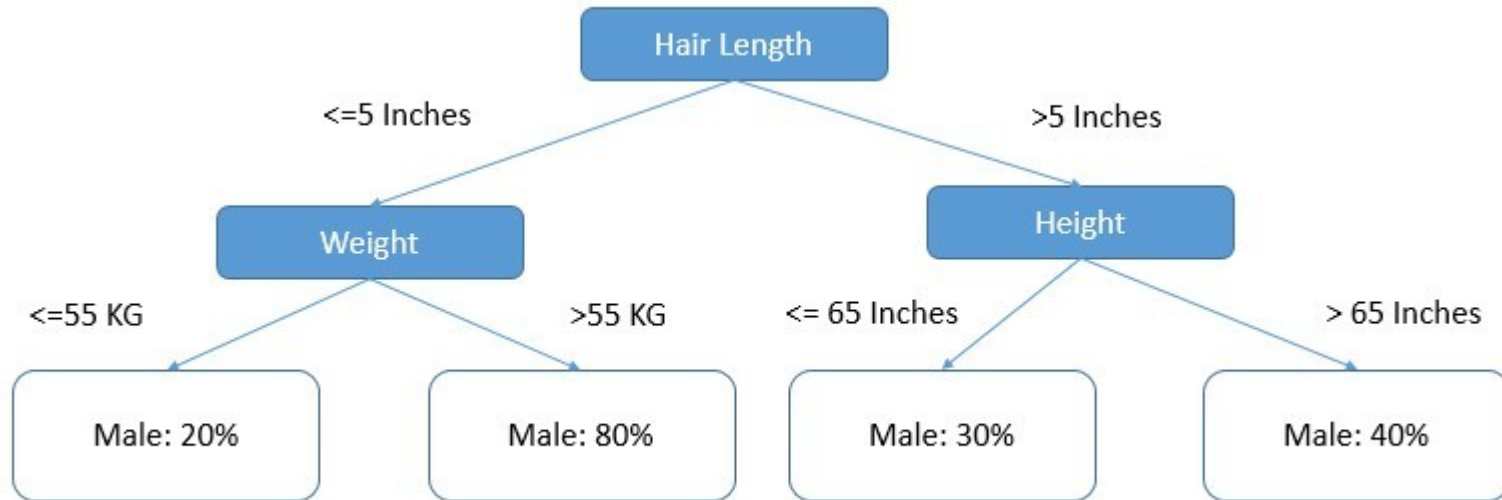 Hair Length
<=5 Inches
>5 Inches
Weight
Height
<=55 KG
>55 KG
<= 65 Inches
> 65 Inches
Male: 20%
Male: 80%
Male: 30%
Male: 40%